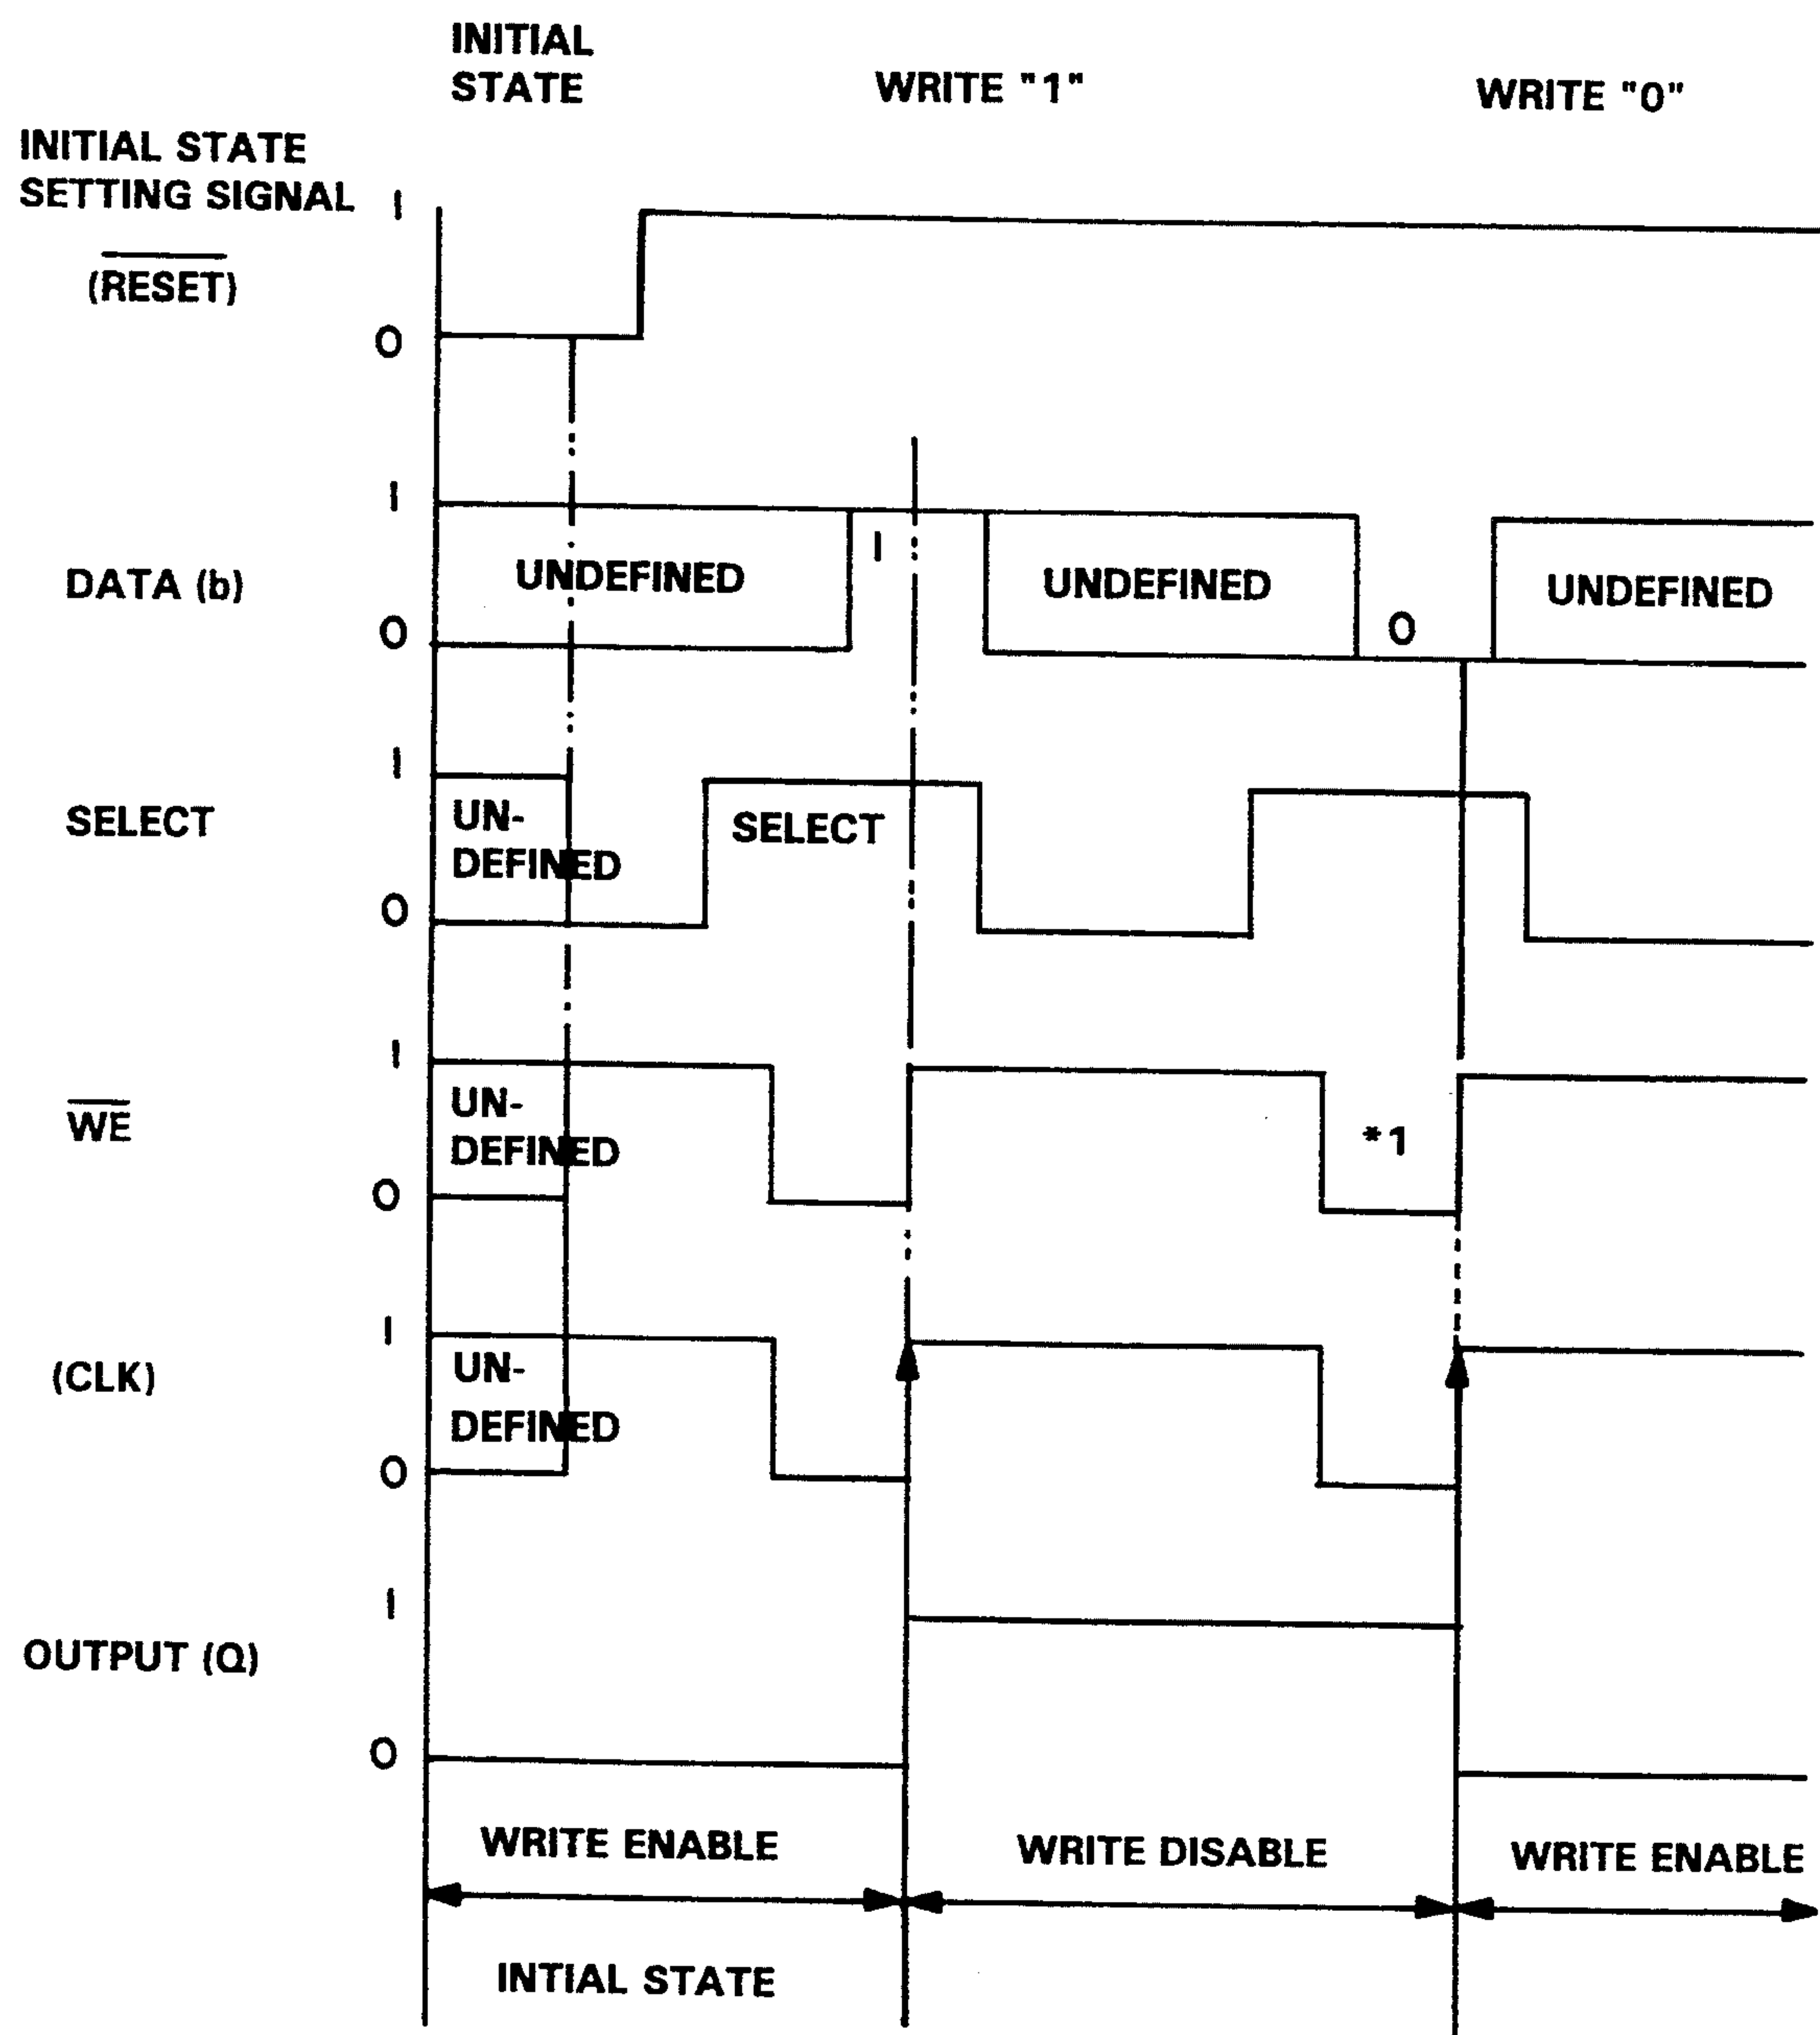 INITIAL
STATE
WRITE "1"
WRITE "0"
INITIAL STATE
SETTING SIGNAL
1
(RESET)
0
1
DATA (b)
UNDEFINED
1
UNDEFINED
0
UNDEFINED
0
1
SELECT
UN-
DEFINED
SELECT
0
1
WE
UN-
DEFINED
*1
0
1
(CLK)
UN-
DEFINED
0
1
OUTPUT (Q)
0
WRITE ENABLE
WRITE DISABLE
WRITE ENABLE
INTIAL STATE